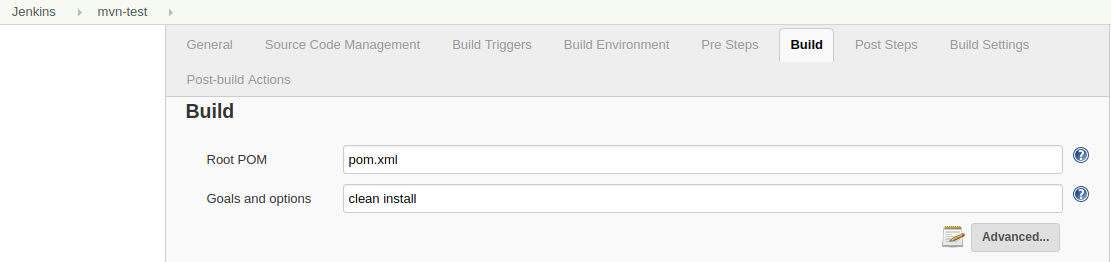 Jenkins mvn-test
General Source Code Management Build Triggers Build Environment Pre Steps Build Post Steps Build Settings
Post-build Actions
Build
Root POM pom.xml ?
Goals and options clean install ?
Advanced...